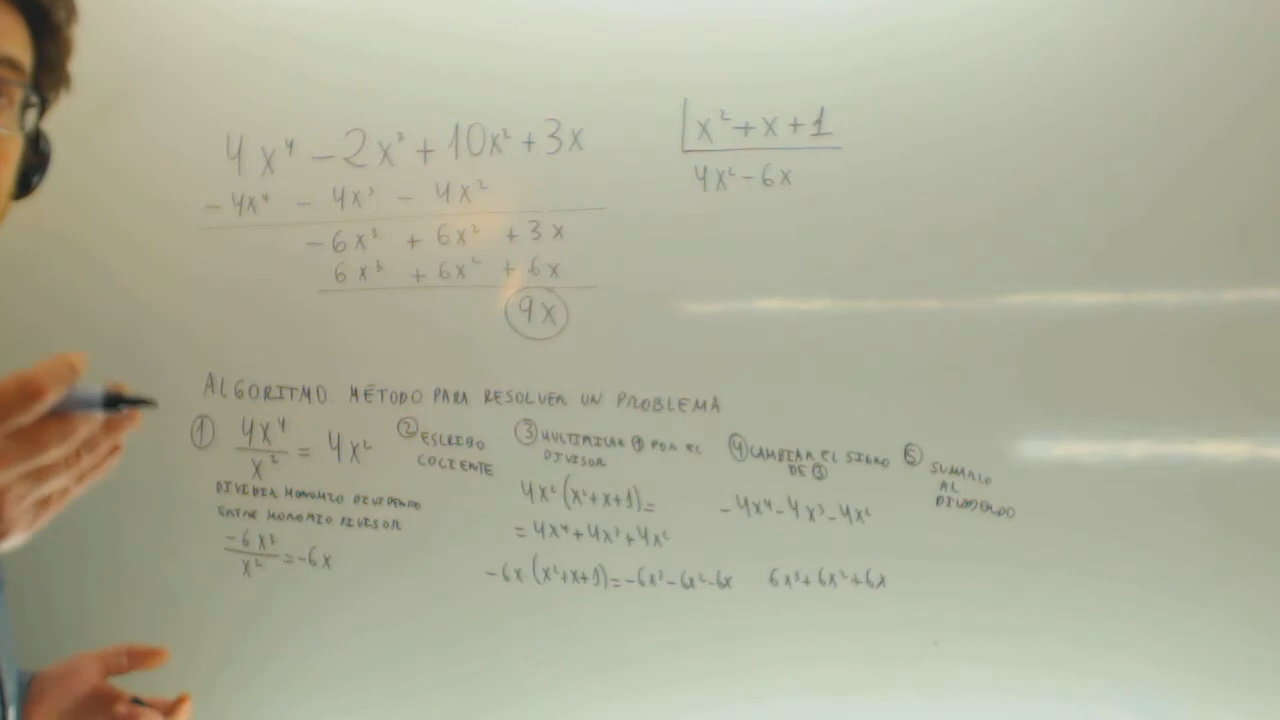 4x⁴ - 2x³ + 10x² + 3x |x² + x + 1
- 4x⁴ - 4x³ - 4x² 4x² - 6x
- 6x³ + 6x² + 3x
6x³ + 6x² + 6x
9x
ALGORITMO. MÉTODO PARA RESOLVER UN PROBLEMA
① 4x⁴/x² = 4x²
DIVIDIR MONOMIO DIVIDENDO
ENTRE MONOMIO DIVISOR
-6x³/x² = -6x
② ESCRIBO
COCIENTE
③ MULTIPLICAR ① POR EL
DIVISOR
4x² (x² + x + 1) =
= 4x⁴ + 4x³ + 4x²
-6x (x² + x + 1) = -6x³ - 6x² - 6x
④ CAMBIAR EL SIGNO
DE ③
- 4x⁴ - 4x³ - 4x²
6x³ + 6x² + 6x
⑤ SUMARLO
AL
DIVIDENDO